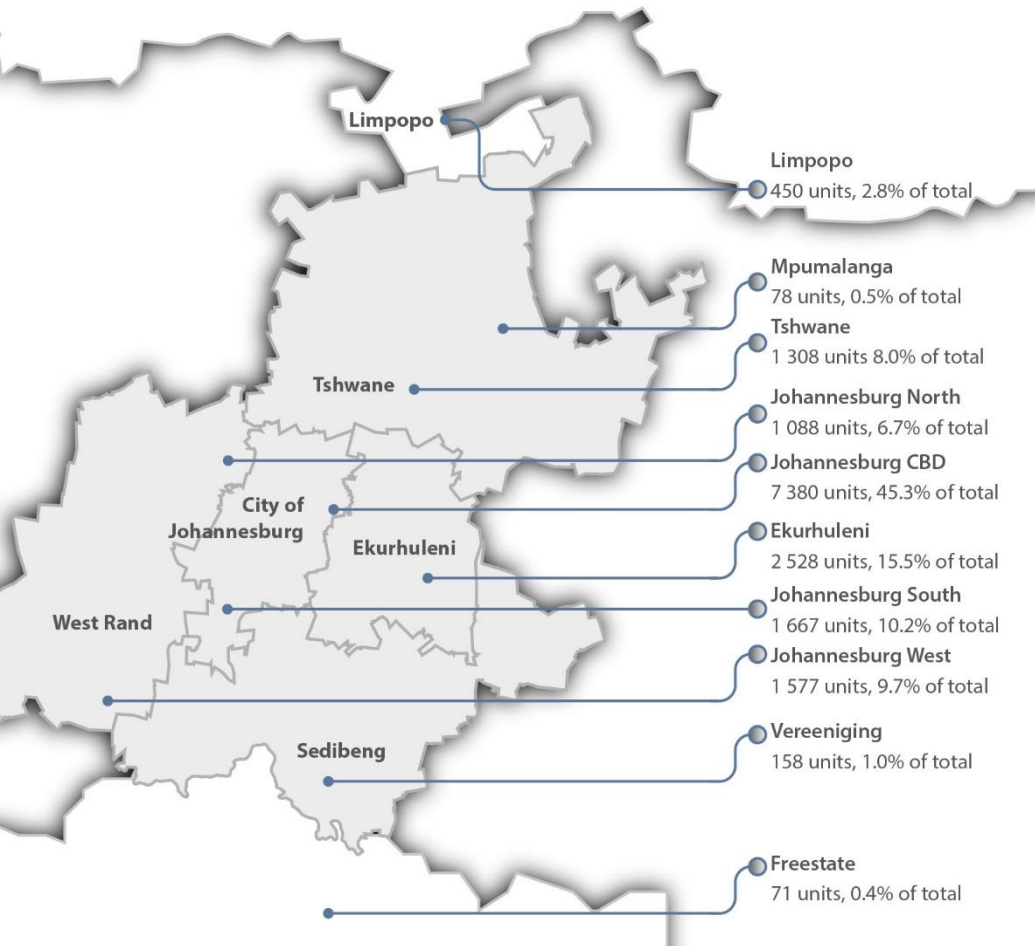 Limpopo
Limpopo
450 units, 2.8% of total
Mpumalanga
78 units, 0.5% of total
Tshwane
1 308 units 8.0% of total
Tshwane
Johannesburg North
1 088 units, 6.7% of total
Johannesburg CBD
7 380 units, 45.3% of total
City of
Johannesburg
Ekurhuleni
Ekurhuleni
2 528 units, 15.5% of total
Johannesburg South
1 667 units, 10.2% of total
West Rand
Johannesburg West
1 577 units, 9.7% of total
Sedibeng
Vereeniging
158 units, 1.0% of total
Freestate
71 units, 0.4% of total